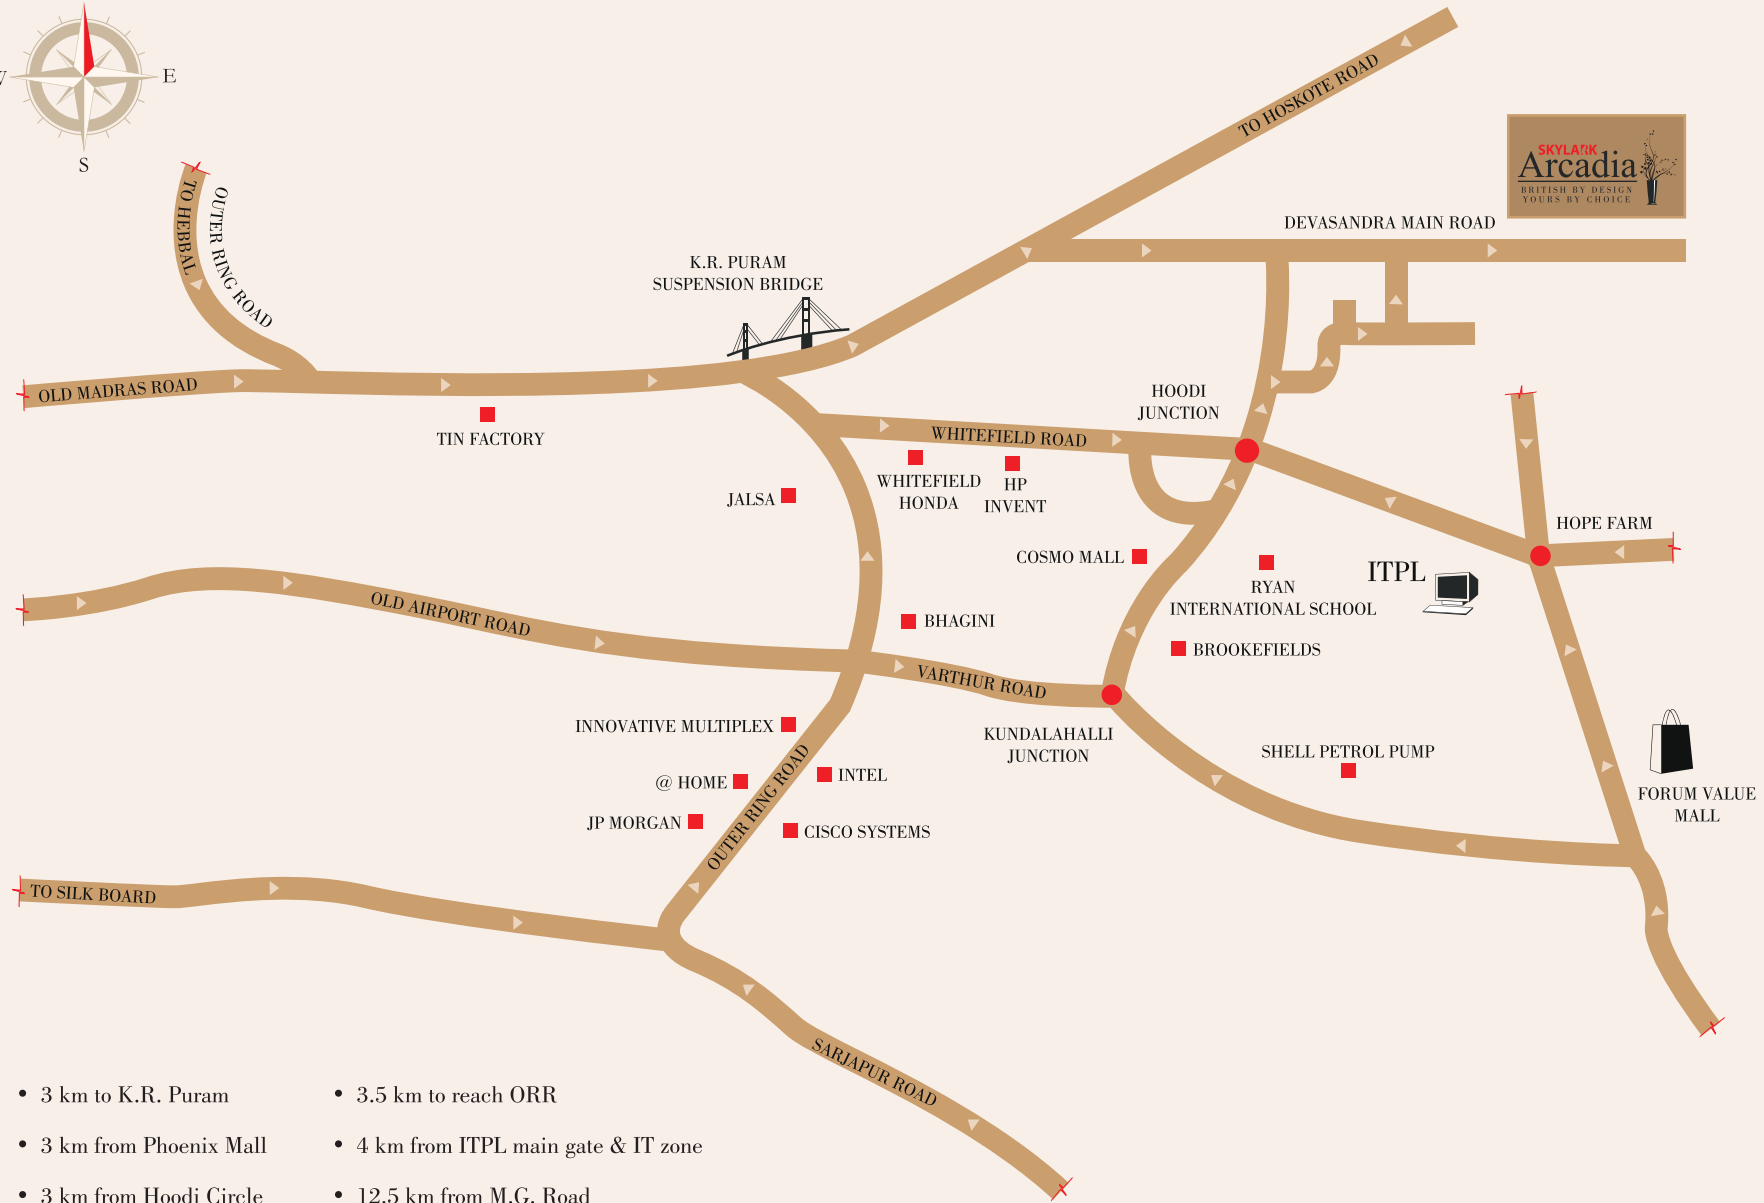 E
S
TO HEBBAL
OUTER RING ROAD
TO HOSKOTE ROAD
SKYLARK
Arcadia
BRITISH BY DESIGN
YOURS BY CHOICE
DEVASANDRA MAIN ROAD
K.R. PURAM
SUSPENSION BRIDGE
OLD MADRAS ROAD
TIN FACTORY
HOODI
JUNCTION
WHITEFIELD ROAD
WHITEFIELD
HONDA
HP
INVENT
JALSA
HOPE FARM
COSMO MALL
RYAN
INTERNATIONAL SCHOOL
ITPL
OLD AIRPORT ROAD
BHAGINI
BROOKEFIELDS
VARTHUR ROAD
INNOVATIVE MULTIPLEX
KUNDALAHALLI
JUNCTION
SHELL PETROL PUMP
@ HOME
INTEL
OUTER RING ROAD
JP MORGAN
CISCO SYSTEMS
FORUM VALUE
MALL
TO SILK BOARD
SARJAPUR ROAD
• 3 km to K.R. Puram
• 3 km from Phoenix Mall
• 3 km from Hoodi Circle
• 3.5 km to reach ORR
• 4 km from ITPL main gate & IT zone
• 12.5 km from M.G. Road